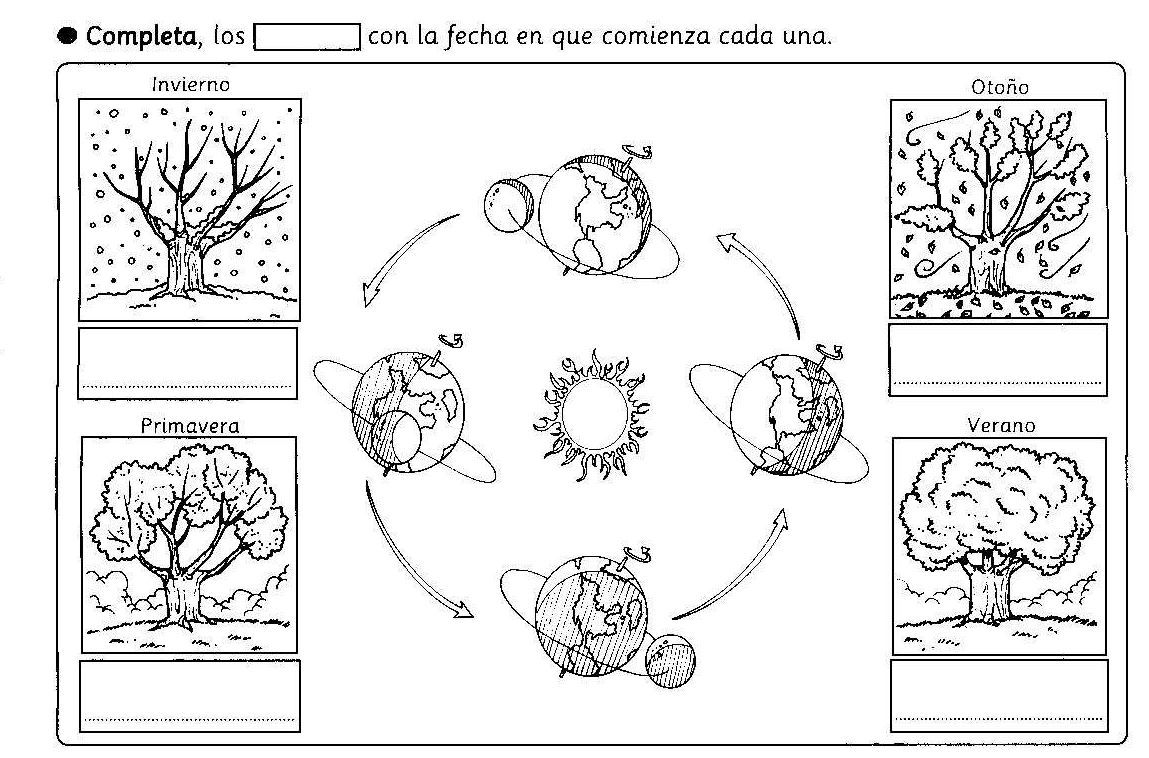 ● Completa, los con la fecha en que comienza cada una.
Invierno
Otoño
Primavera
Verano